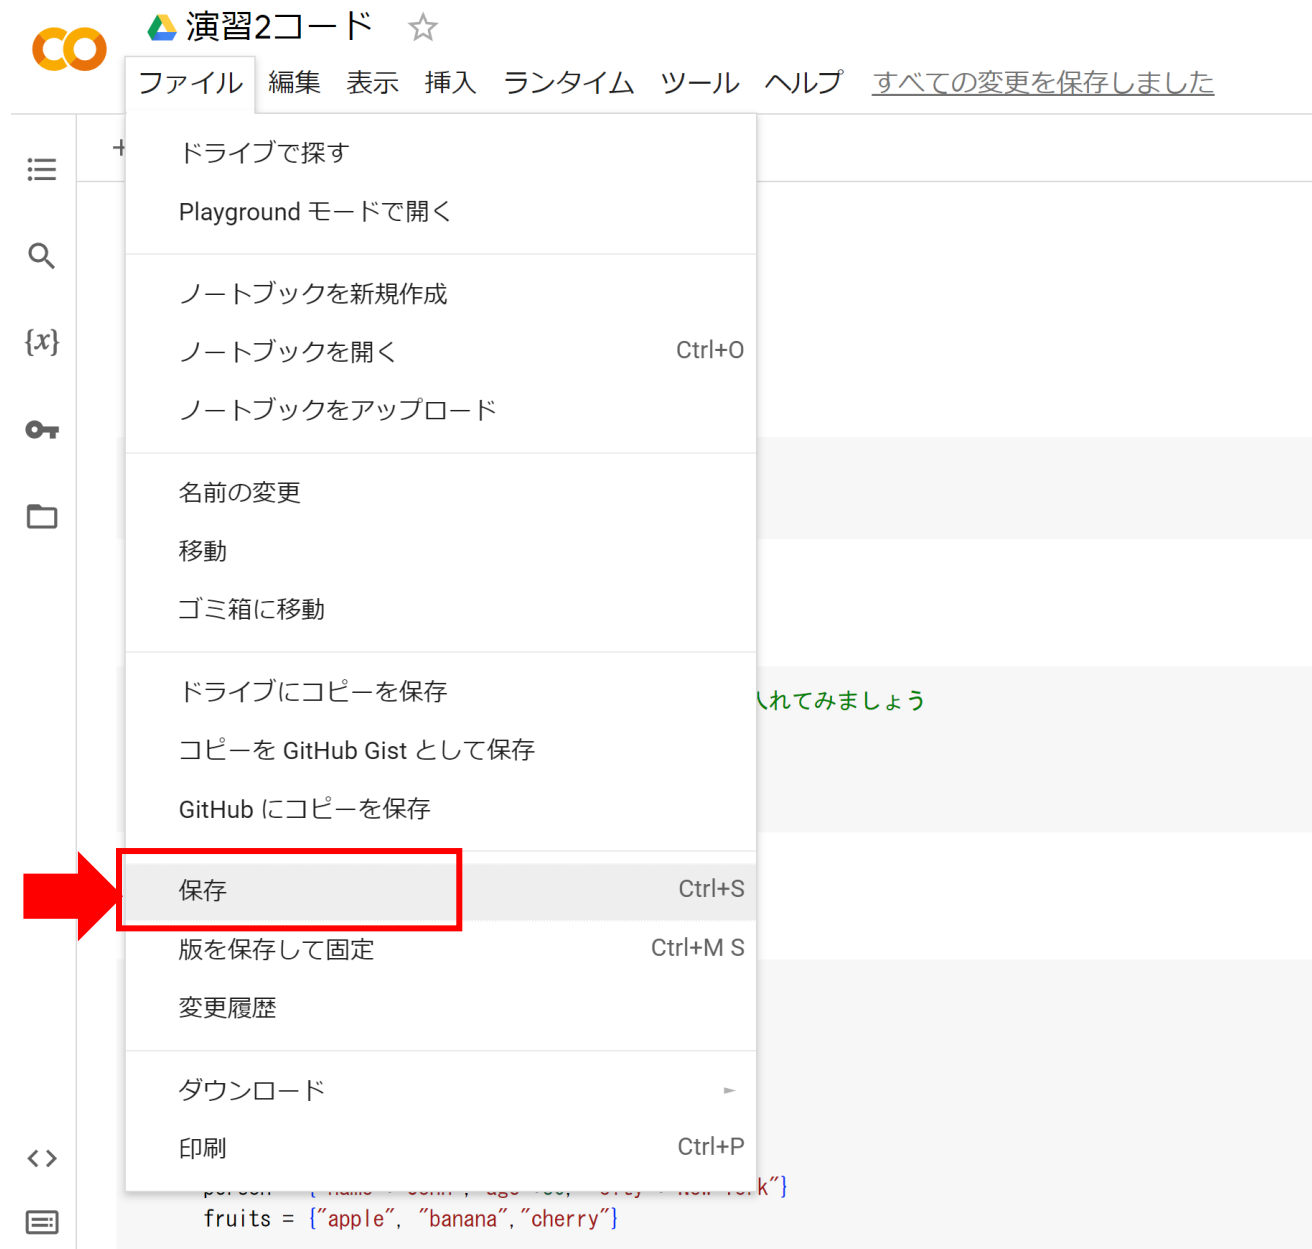 演習2コード
ファイル 編集 表示 挿入 ランタイム ツール ヘルプ すべての変更を保存しました
+
ドライブで探す
Playground モードで開く
ノートブックを新規作成
ノートブックを開く Ctrl+O
ノートブックをアップロード
名前の変更
移動
ゴミ箱に移動
ドライブにコピーを保存
れてみましょう
コピーを GitHub Gist として保存
GitHub にコピーを保存
保存 Ctrl+S
版を保存して固定 Ctrl+M S
変更履歴
ダウンロード
印刷 Ctrl+P
{x}
<>
k"}
fruits = {"apple", "banana","cherry"}